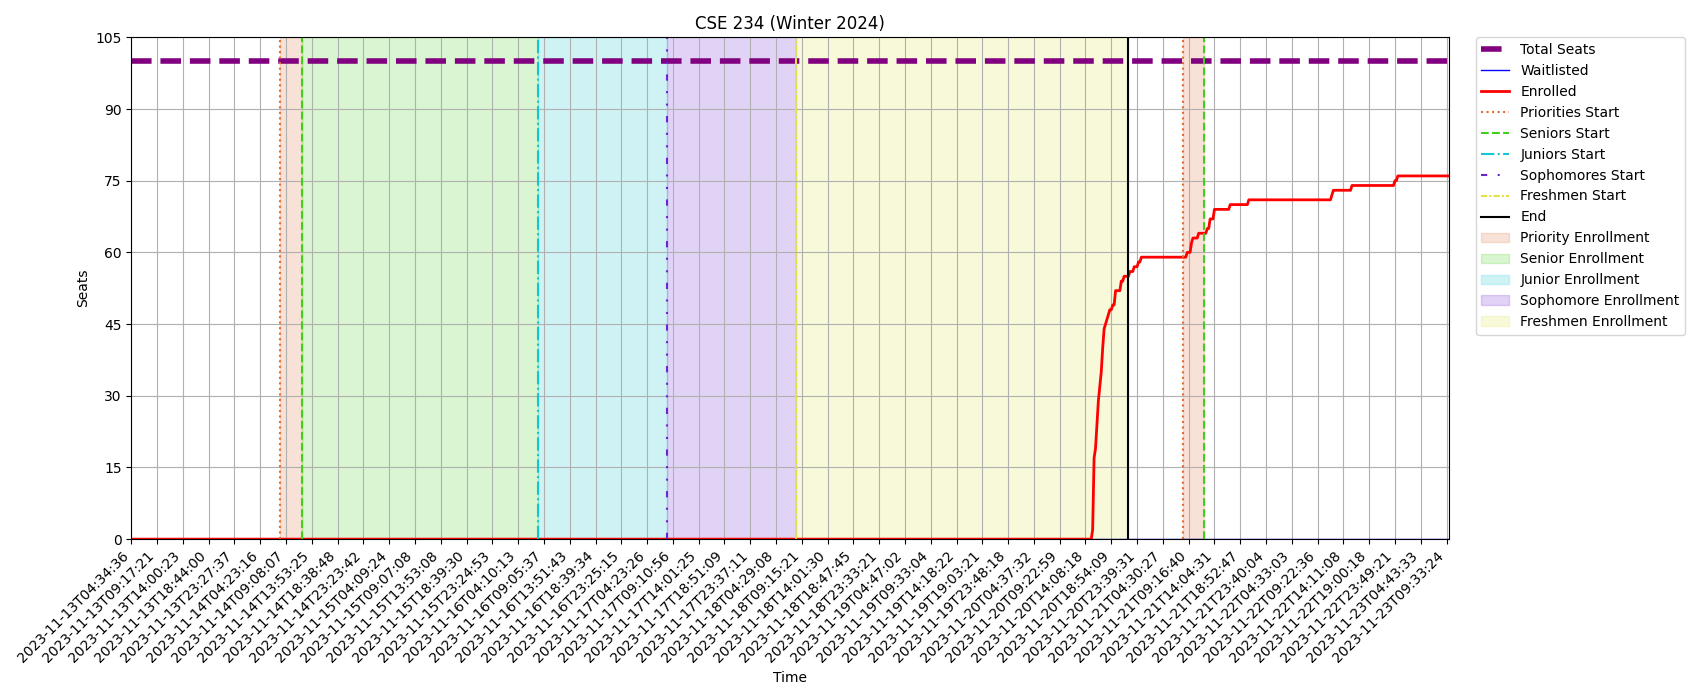 CSE 234 (Winter 2024)
105
90
75
60
45
30
15
0
Seats
2023-11-13T04:34:36
2023-11-13T09:17:21
2023-11-13T14:00:23
2023-11-13T18:44:00
2023-11-13T23:27:37
2023-11-14T04:23:16
2023-11-14T09:08:07
2023-11-14T13:53:25
2023-11-14T18:38:48
2023-11-14T23:23:42
2023-11-15T04:09:24
2023-11-15T09:07:08
2023-11-15T13:53:08
2023-11-15T18:39:30
2023-11-15T23:24:53
2023-11-16T04:10:13
2023-11-16T09:05:37
2023-11-16T13:51:43
2023-11-16T18:39:34
2023-11-16T23:25:15
2023-11-17T04:23:26
2023-11-17T09:10:56
2023-11-17T14:01:25
2023-11-17T18:51:09
2023-11-17T23:37:11
2023-11-18T04:29:08
2023-11-18T09:15:21
2023-11-18T14:01:30
2023-11-18T18:47:45
2023-11-18T23:33:21
2023-11-19T04:47:02
2023-11-19T09:33:04
2023-11-19T14:18:22
2023-11-19T19:03:21
2023-11-19T23:48:18
2023-11-20T04:37:32
2023-11-20T09:22:59
2023-11-20T14:08:18
2023-11-20T18:54:09
2023-11-20T23:39:31
2023-11-21T04:30:27
2023-11-21T09:16:40
2023-11-21T14:04:31
2023-11-21T18:52:47
2023-11-21T23:40:04
2023-11-22T04:33:03
2023-11-22T09:22:36
2023-11-22T14:11:08
2023-11-22T19:00:18
2023-11-22T23:49:21
2023-11-23T04:43:33
2023-11-23T09:33:24
Time
Total Seats
Waitlisted
Enrolled
Priorities Start
Seniors Start
Juniors Start
Sophomores Start
Freshmen Start
End
Priority Enrollment
Senior Enrollment
Junior Enrollment
Sophomore Enrollment
Freshmen Enrollment